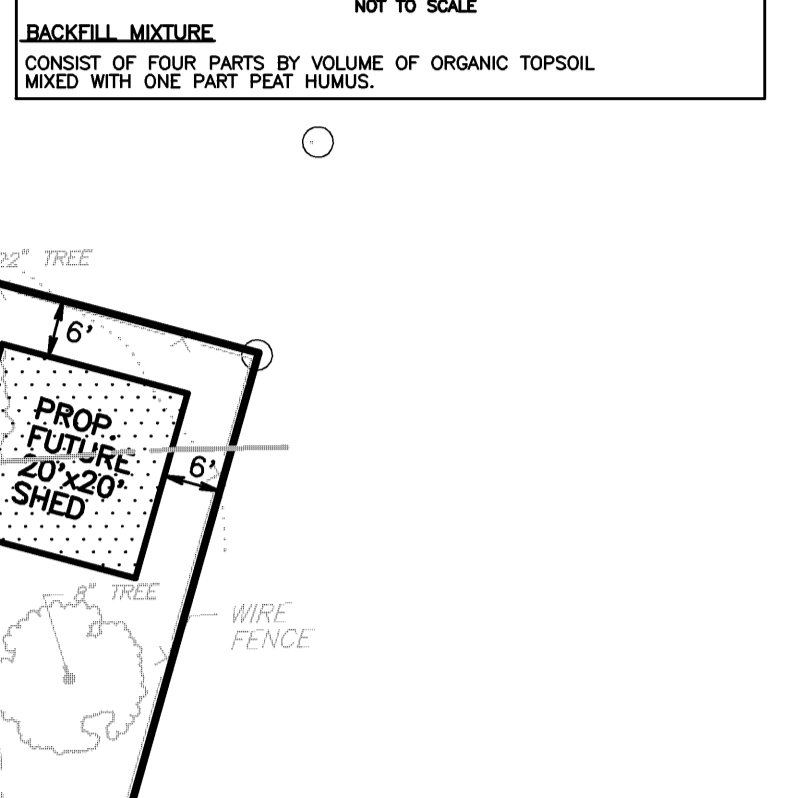 NOT TO SCALE
BACKFILL MIXTURE
CONSIST OF FOUR PARTS BY VOLUME OF ORGANIC TOPSOIL
MIXED WITH ONE PART PEAT HUMUS.
22" TREE
6'
PROP.
FUTURE
20'x20'
SHED
6'
8" TREE
WIRE
FENCE